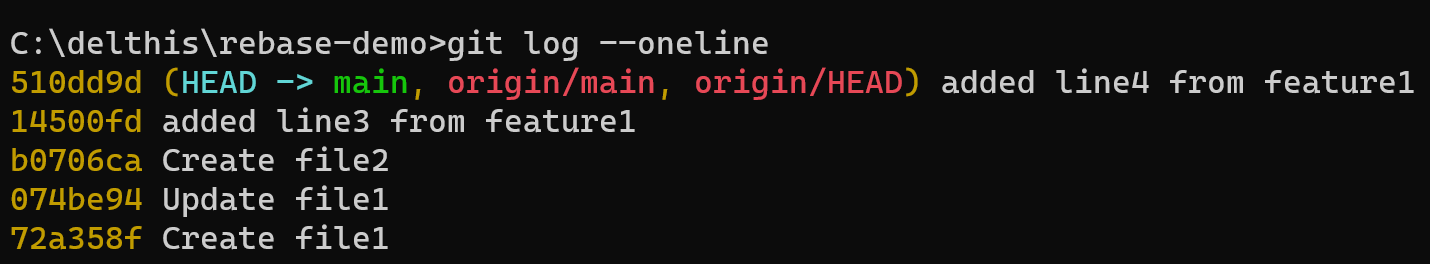 C:\delthis\rebase-demo>git log --oneline
510dd9d (HEAD -> main, origin/main, origin/HEAD) added line4 from feature1
14500fd added line3 from feature1
b0706ca Create file2
074be94 Update file1
72a358f Create file1